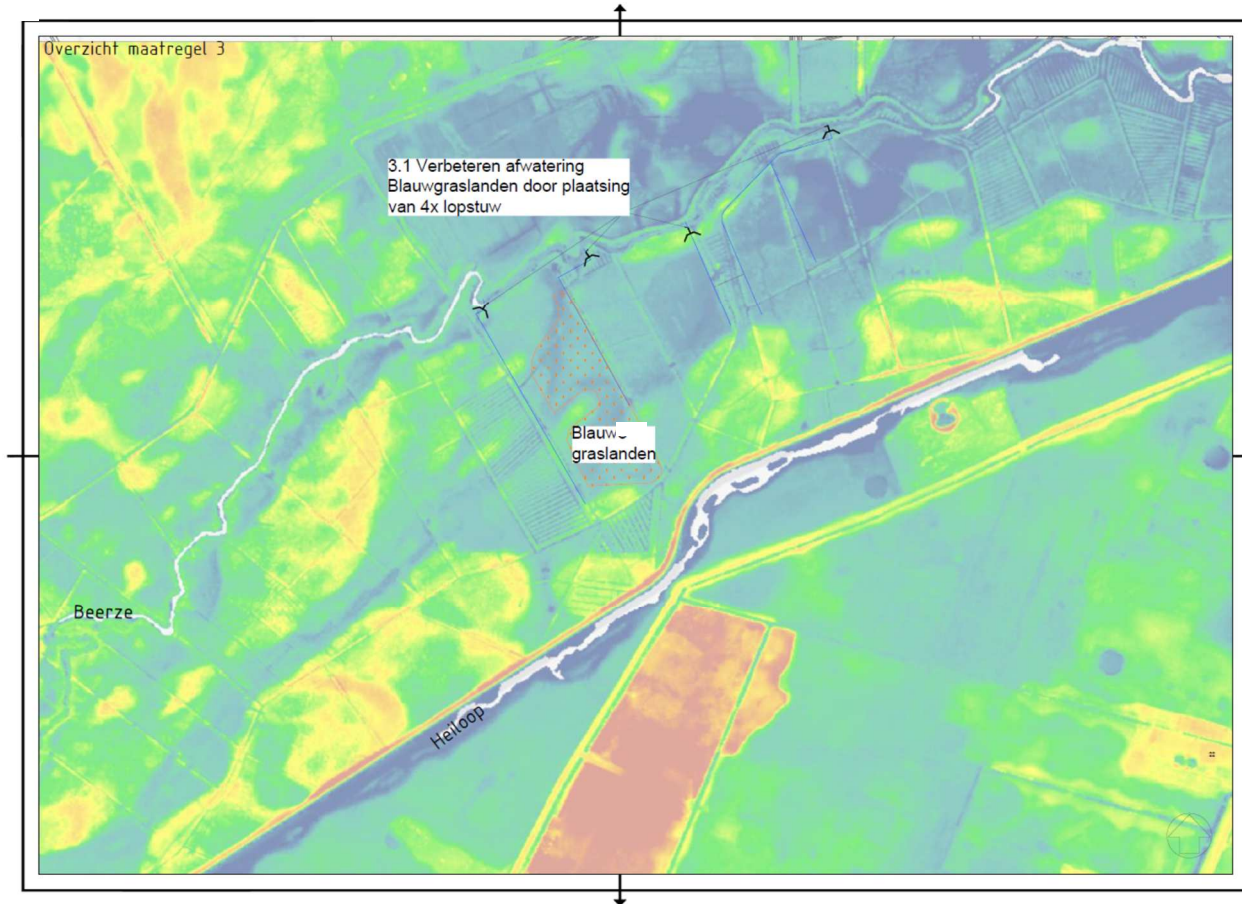 Overzicht maatregel 3
3.1 Verbeteren afwatering
Blauwgraslanden door plaatsing
van 4x lopstuw
graslanden
Beerze
Heiloop